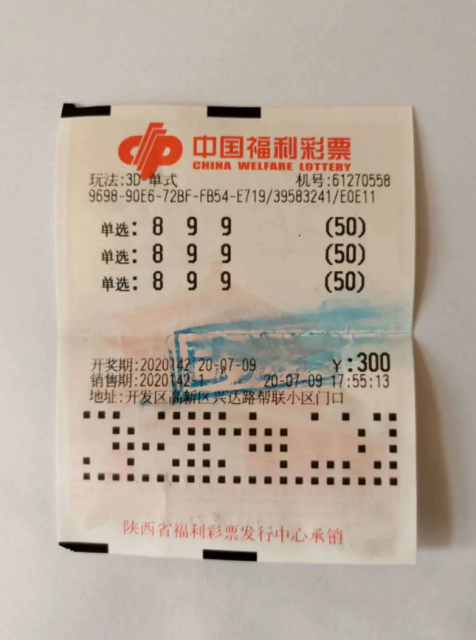 中国福利彩票
CHINA WELFARE LOTTERY
玩法:3D-单式 机号:61270558
9698-90E6-72BF-FB54-E719/39583241/E0E11
单选: 8 9 9 (50)
单选: 8 9 9 (50)
单选: 8 9 9 (50)
开奖期:2020142 20-07-09 ¥:300
销售期:2020142-1 20-07-09 17:55:13
地址:开发区高新区兴达路帮联小区门口
陕西省福利彩票发行中心承销